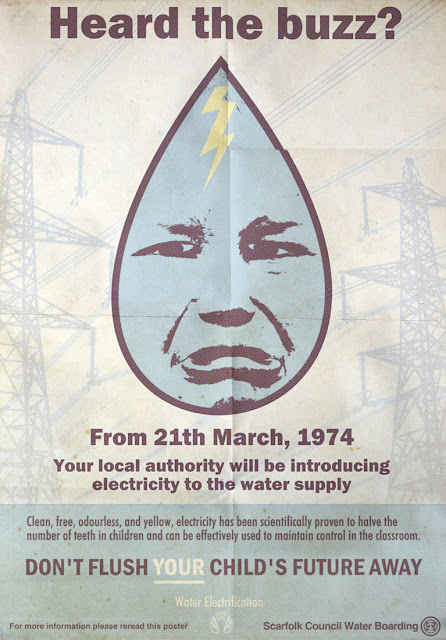 Heard the buzz?
From 21th March, 1974
Your local authority will be introducing
electricity to the water supply
Clean, free, odourless, and yellow, electricity has been scientifically proven to halve the
number of teeth in children and can be effectively used to maintain control in the classroom.
DON'T FLUSH YOUR CHILD'S FUTURE AWAY
Water Electrification
For more information please reread this poster
Scarfolk Council Water Boarding